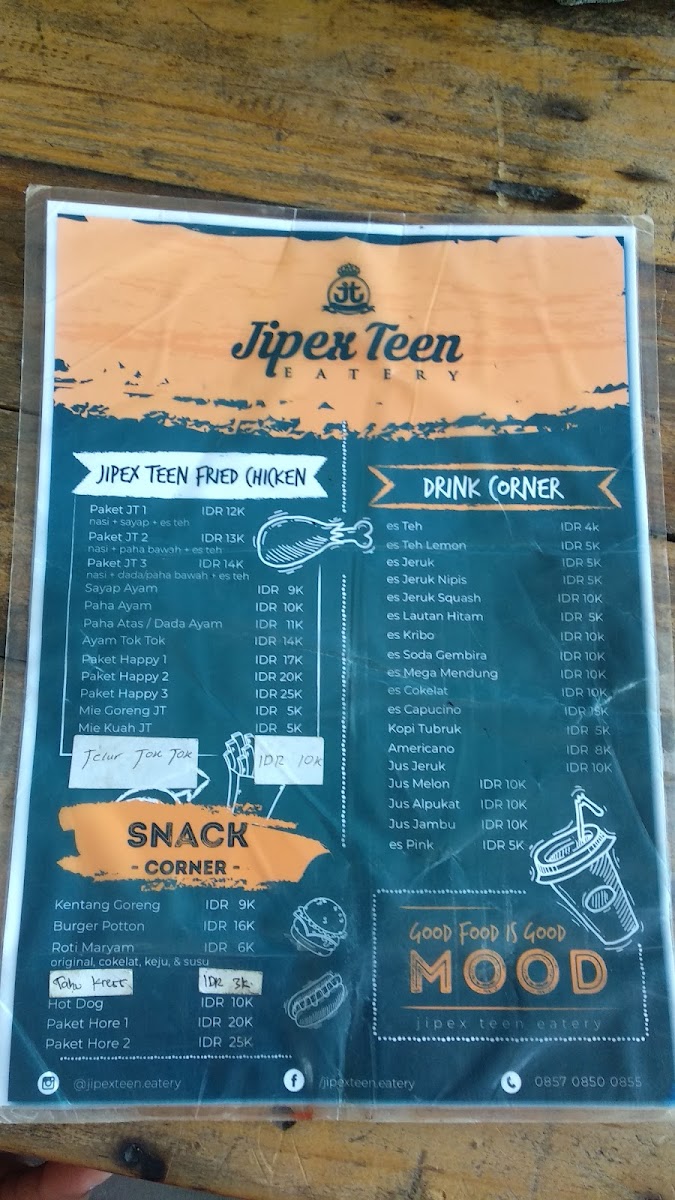 jt
Jipex Teen
EATERY
JIPEX TEEN FRIED CHICKEN
Paket JT 1 IDR 12K
nasi + sayap + es teh
Paket JT 2 IDR 13K
nasi + paha bawah + es teh
Paket JT 3 IDR 14K
nasi + dada/paha bawah + es teh
Sayap Ayam IDR 9K
Paha Ayam IDR 10K
Paha Atas / Dada Ayam IDR 11K
Ayam Tok Tok IDR 14K
Paket Happy 1 IDR 17K
Paket Happy 2 IDR 20K
Paket Happy 3 IDR 25K
Mie Goreng JT IDR 5K
Mie Kuah JT IDR 5K
Telur Tok Tok IDR 10K
SNACK
- CORNER -
Kentang Goreng IDR 9K
Burger Potton IDR 16K
Roti Maryam IDR 6K
original, cokelat, keju, & susu
Tahu IDR 3K
Hot Dog IDR 10K
Paket Hore 1 IDR 20K
Paket Hore 2 IDR 25K
DRINK CORNER
es Teh IDR 4k
es Teh Lemon IDR 5K
es Jeruk IDR 5K
es Jeruk Nipis IDR 5K
es Jeruk Squash IDR 10K
es Lautan Hitam IDR 5K
es Kribo IDR 10k
es Soda Gembira IDR 10K
es Mega Mendung IDR 10K
es Cokelat IDR 10K
es Capucino IDR 15K
Kopi Tubruk IDR 5K
Americano IDR 8K
Jus Jeruk IDR 10K
Jus Melon IDR 10K
Jus Alpukat IDR 10K
Jus Jambu IDR 10K
es Pink IDR 5K
GOOD FOOD IS GOOD
MOOD
jipex teen eatery
@jipexteen.eatery
/jipexteen.eatery
0857 0850 0855